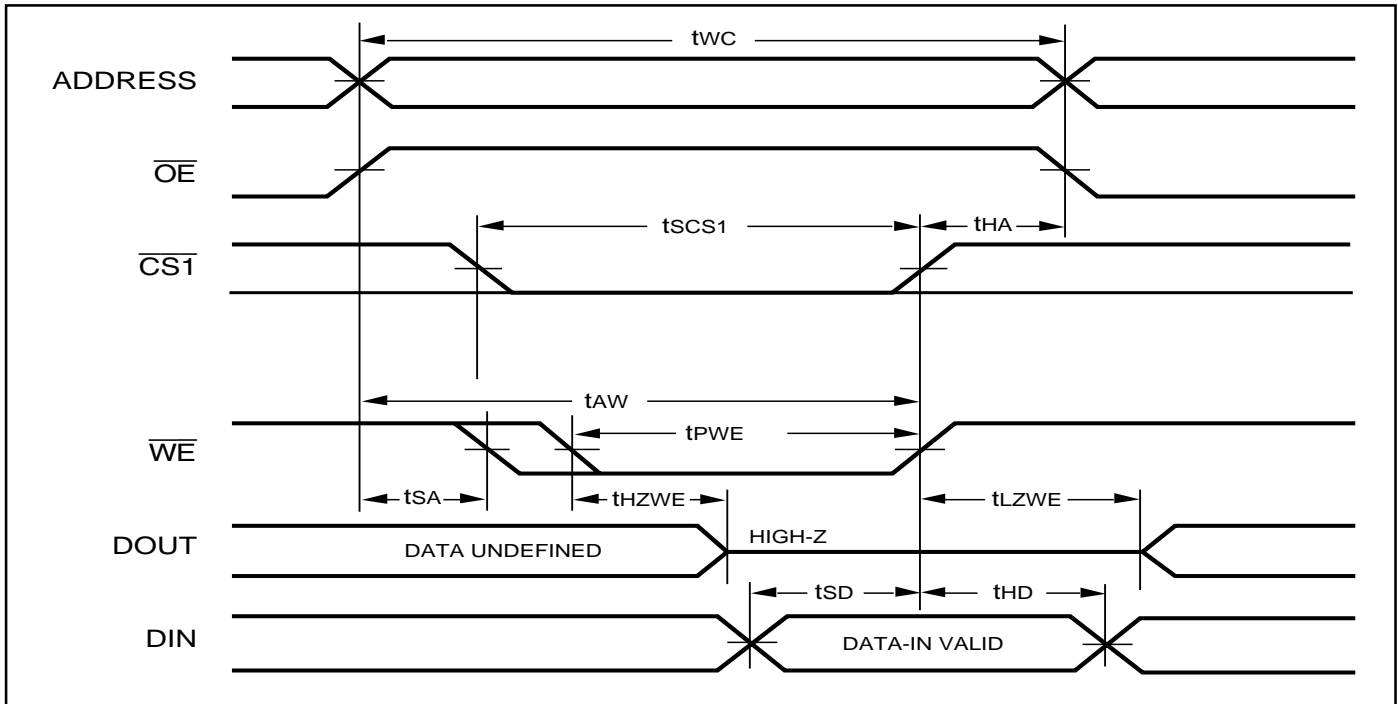 tWC
ADDRESS
OE
tSCS1
tHA
CS1
tAW
tPWE
WE
tSA
tHZWE
tLZWE
DOUT
DATA UNDEFINED
HIGH-Z
tSD
tHD
DIN
DATA-IN VALID